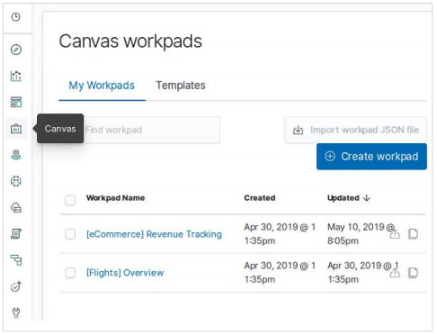 Canvas workpads
My Workpads Templates
Canvas
Find workpad
Import workpad JSON file
Create workpad
Workpad Name Created Updated
[eCommerce] Revenue Tracking Apr 30, 2019 @ 1 May 10, 2019 @
1:35pm 8:05pm
[Flights] Overview Apr 30, 2019 @ 1 Apr 30, 2019 @ 1
1:35pm 1:35pm